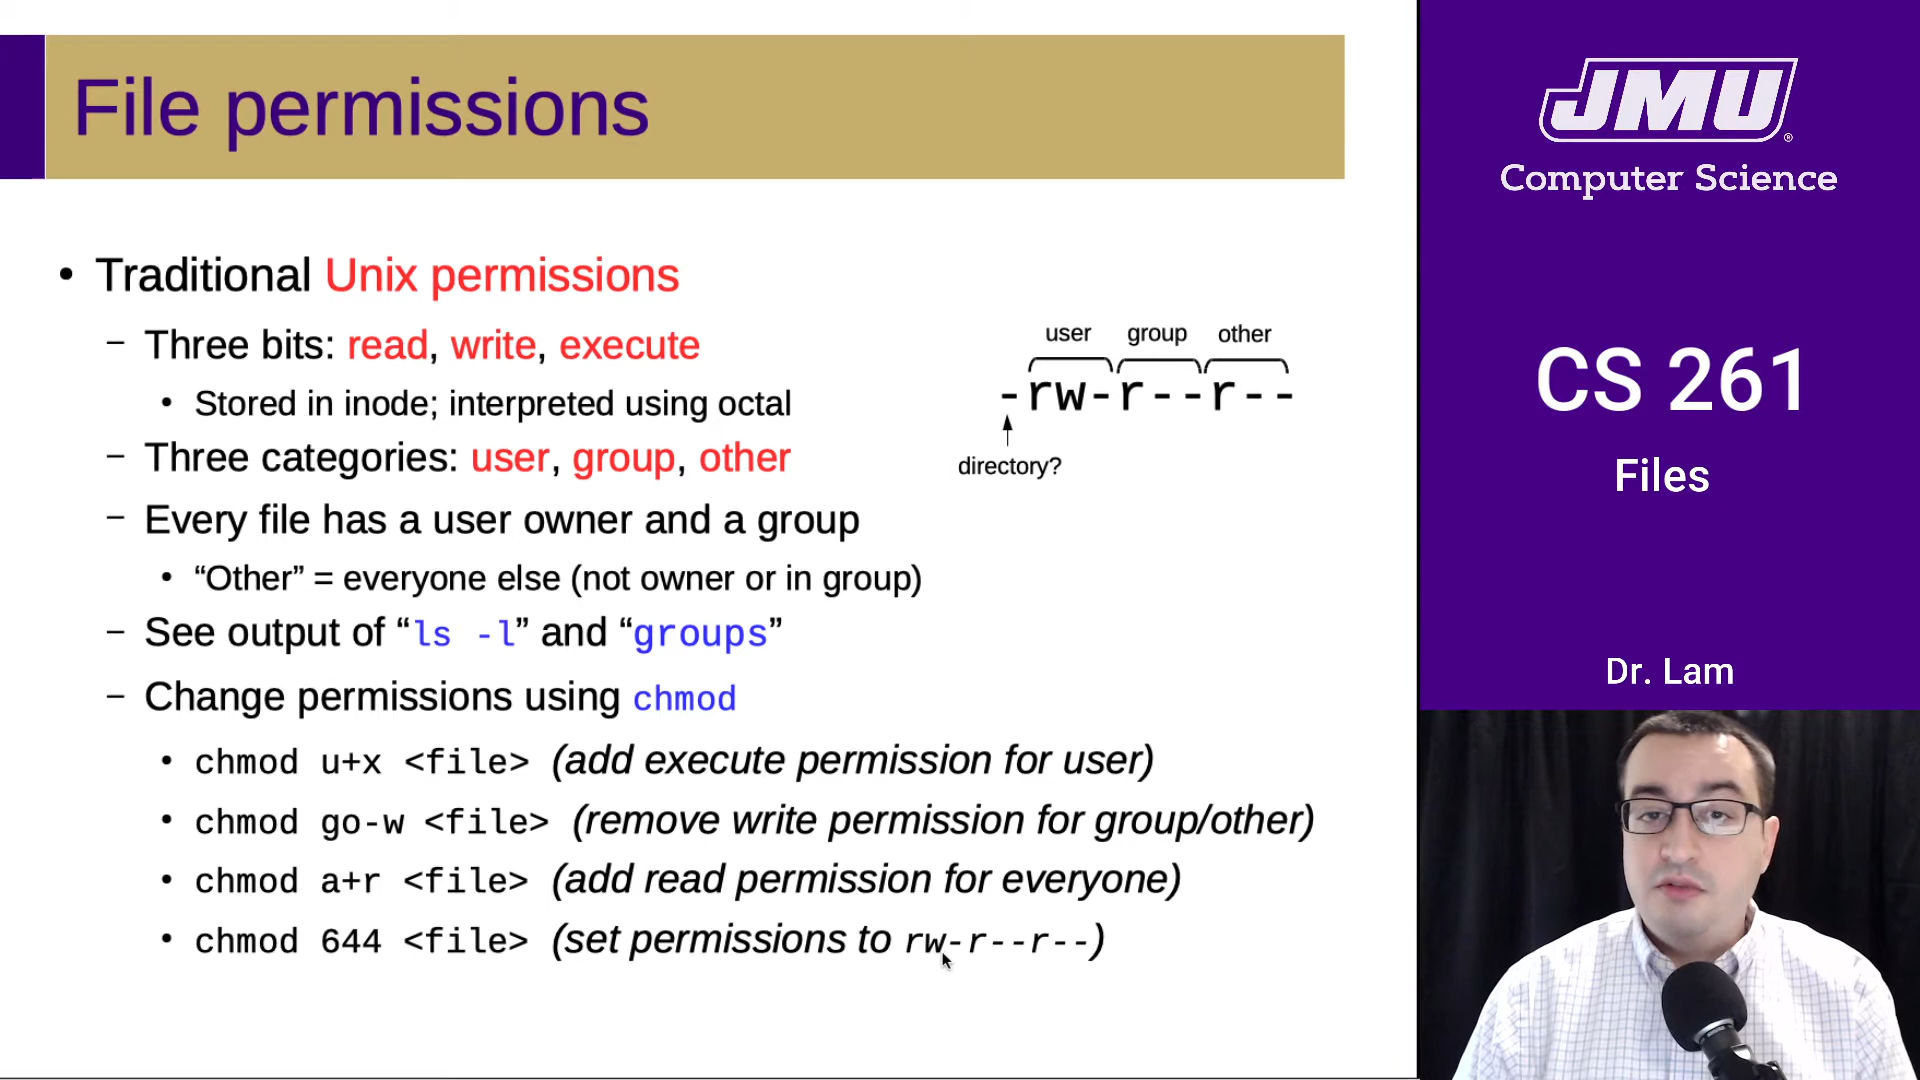 File permissions
• Traditional Unix permissions
– Three bits: read, write, execute
• Stored in inode; interpreted using octal
– Three categories: user, group, other
– Every file has a user owner and a group
• “Other” = everyone else (not owner or in group)
– See output of “ls -l” and “groups”
– Change permissions using chmod
• chmod u+x <file> (add execute permission for user)
• chmod go-w <file> (remove write permission for group/other)
• chmod a+r <file> (add read permission for everyone)
• chmod 644 <file> (set permissions to rw-r--r--)
user group other
-rw-r--r--
directory?
JMU®
Computer Science
CS 261
Files
Dr. Lam